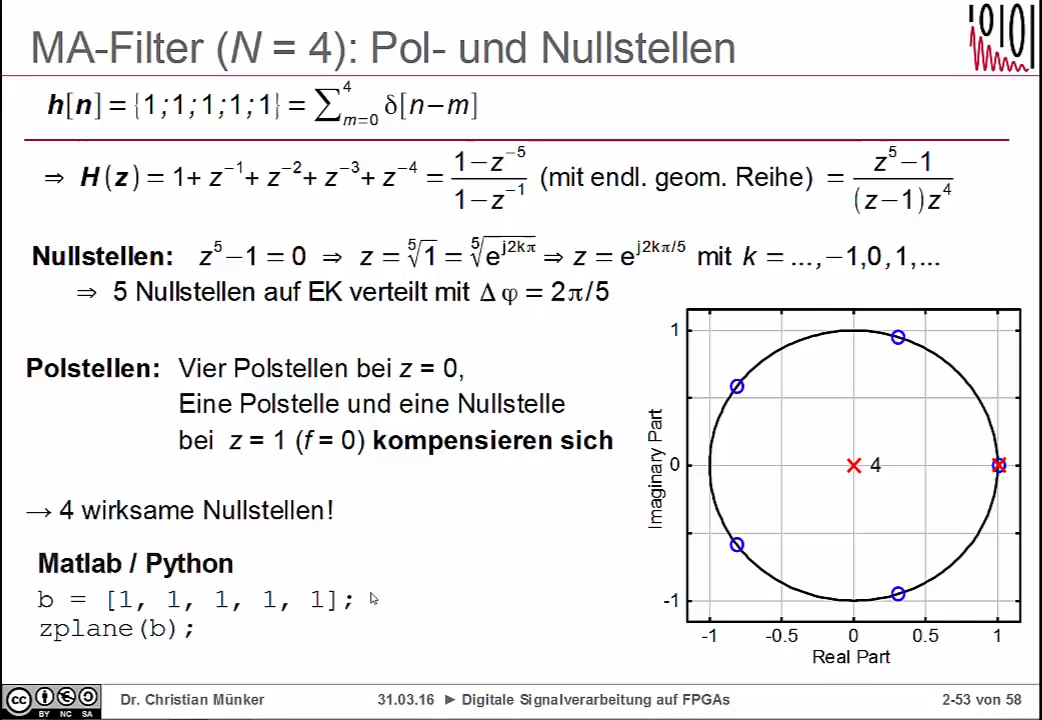 MA-Filter (N = 4): Pol- und Nullstellen
h[n] = {1;1;1;1;1} = ∑_{m=0}^{4} δ[n−m]
⇒ H(z) = 1+ z^{−1}+ z^{−2}+ z^{−3}+ z^{−4} = (1−z^{−5})/(1−z^{−1}) (mit endl. geom. Reihe) = (z^5−1)/((z−1)z^4)
Nullstellen: z^5−1 = 0 ⇒ z = ⁵√1 = ⁵√(e^{j2kπ}) ⇒ z = e^{j2kπ/5} mit k = ...,−1,0,1,...
⇒ 5 Nullstellen auf EK verteilt mit Δ φ = 2π/5
Polstellen: Vier Polstellen bei z = 0,
Eine Polstelle und eine Nullstelle
bei z = 1 (f = 0) kompensieren sich
→ 4 wirksame Nullstellen!
Matlab / Python
b = [1, 1, 1, 1, 1];
zplane(b);
Imaginary Part
1
0
-1
4
-1 -0.5 0 0.5 1
Real Part
cc BY NC SA
Dr. Christian Münker
31.03.16 ► Digitale Signalverarbeitung auf FPGAs
2-53 von 58